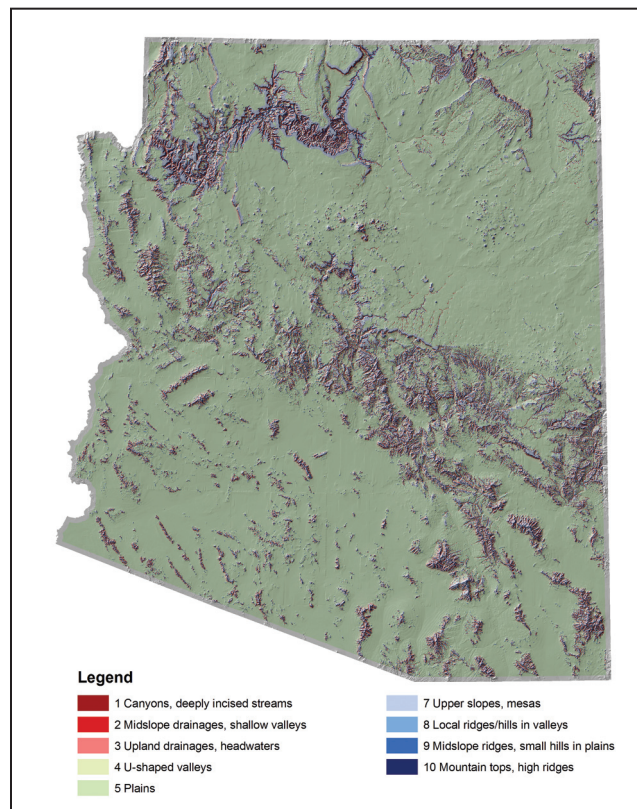 Legend
1 Canyons, deeply incised streams
2 Midslope drainages, shallow valleys
3 Upland drainages, headwaters
4 U-shaped valleys
5 Plains
7 Upper slopes, mesas
8 Local ridges/hills in valleys
9 Midslope ridges, small hills in plains
10 Mountain tops, high ridges